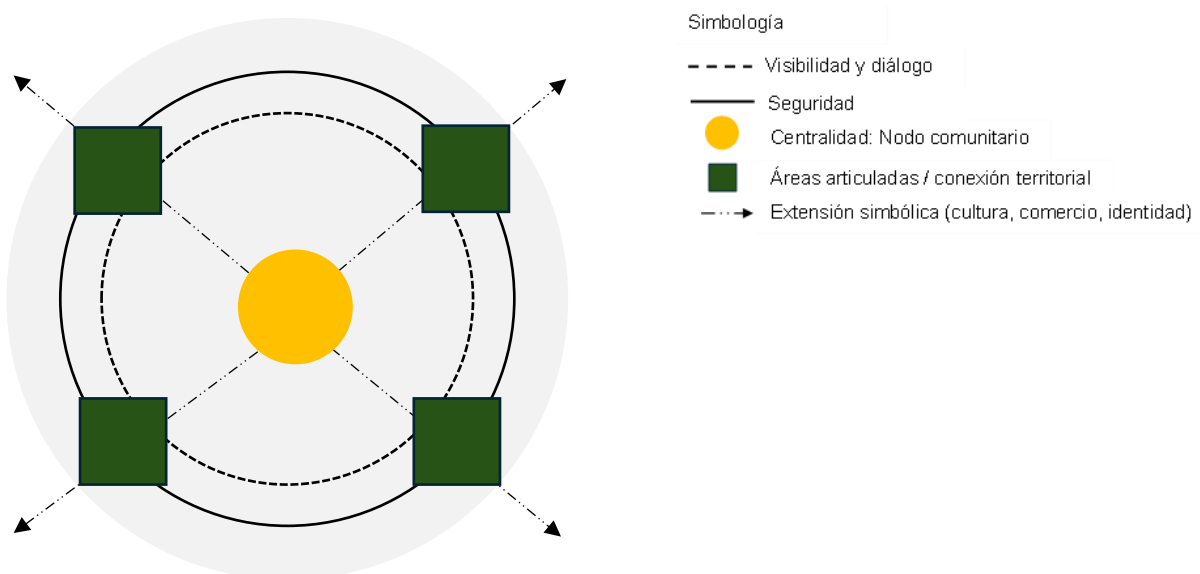 Simbología
Visibilidad y diálogo
Seguridad
Centralidad: Nodo comunitario
Áreas articuladas / conexión territorial
Extensión simbólica (cultura, comercio, identidad)